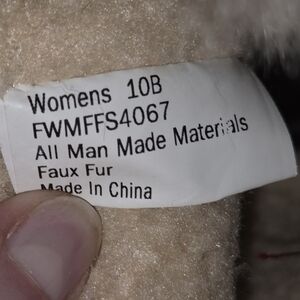 Womens 10B
FWMFFS4067
All Man Made Materials
Faux Fur
Made In China